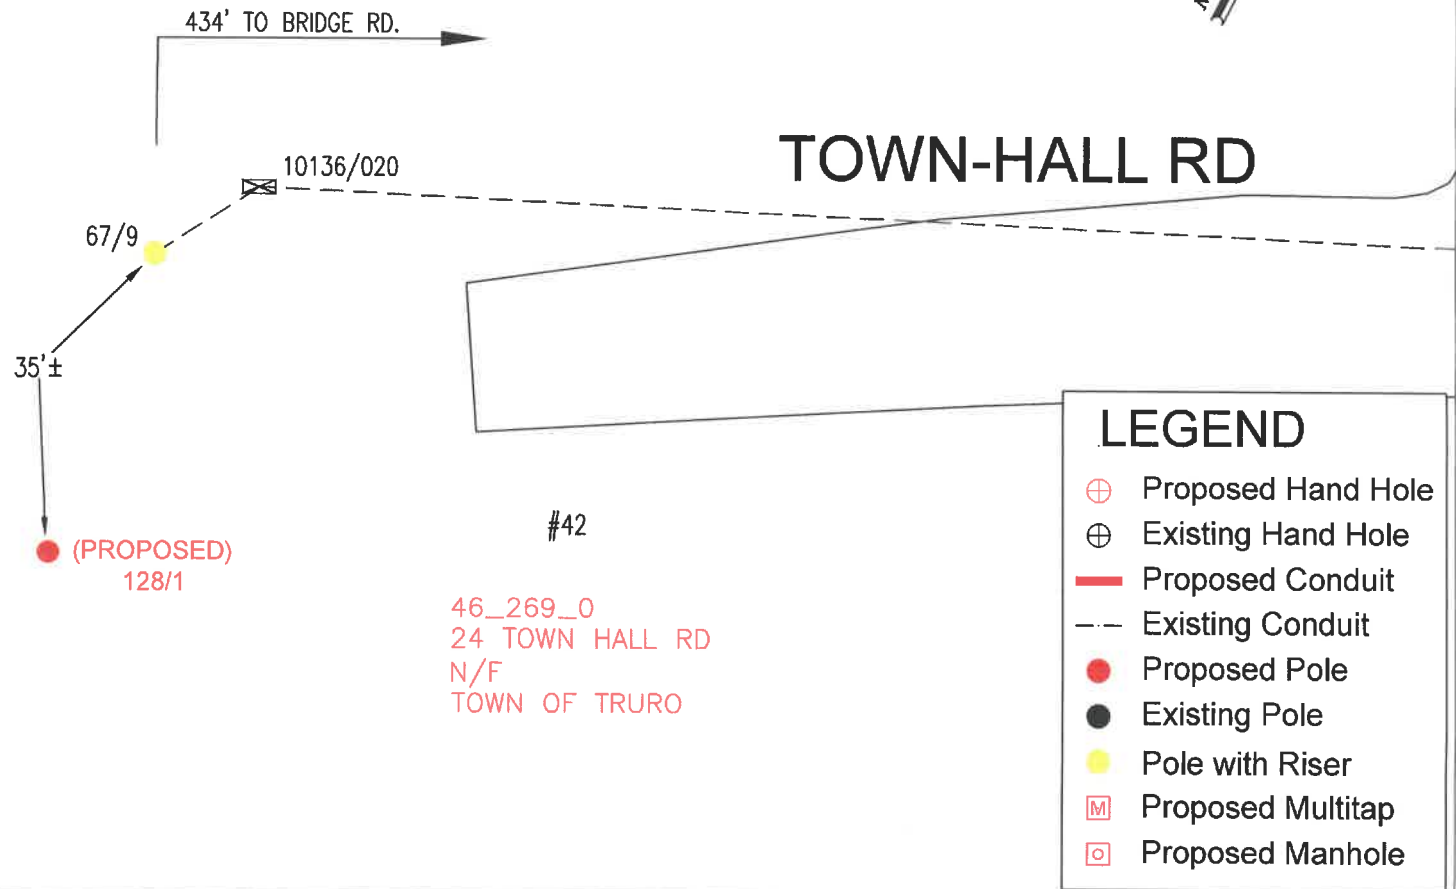 434' TO BRIDGE RD.
TOWN-HALL RD
10136/020
67/9
35'±
(PROPOSED)
128/1
#42
46_269_0
24 TOWN HALL RD
N/F
TOWN OF TRURO
LEGEND
Proposed Hand Hole
Existing Hand Hole
Proposed Conduit
Existing Conduit
Proposed Pole
Existing Pole
Pole with Riser
M Proposed Multitap
Proposed Manhole